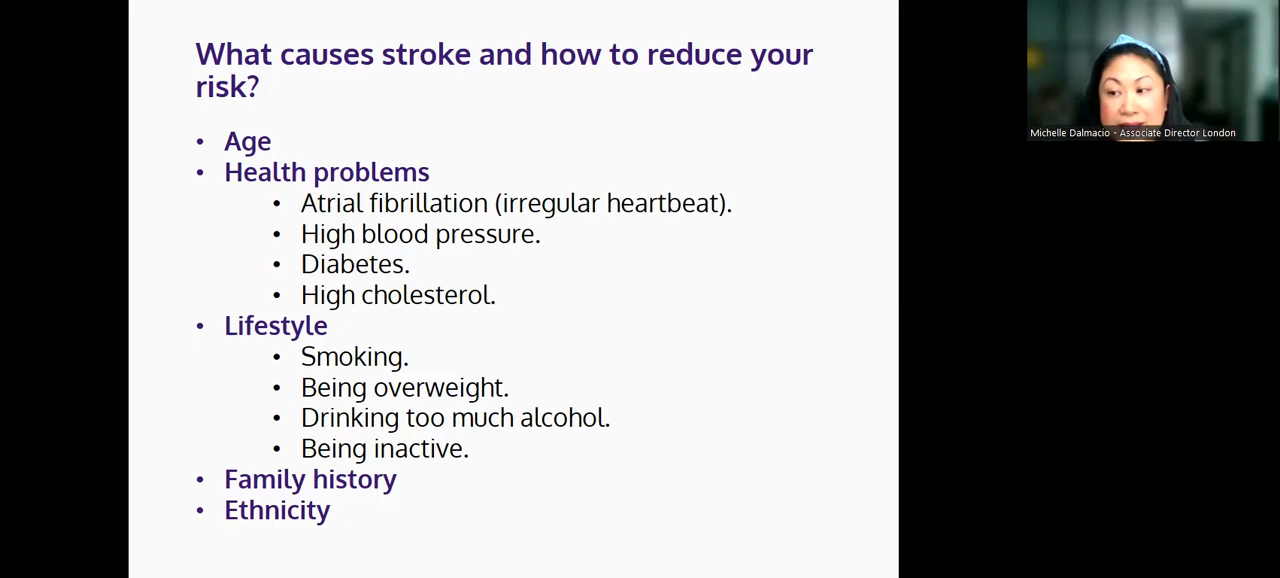 What causes stroke and how to reduce your
risk?
• Age
• Health problems
• Atrial fibrillation (irregular heartbeat).
• High blood pressure.
• Diabetes.
• High cholesterol.
• Lifestyle
• Smoking.
• Being overweight.
• Drinking too much alcohol.
• Being inactive.
• Family history
• Ethnicity
Michelle Dalmacio - Associate Director London